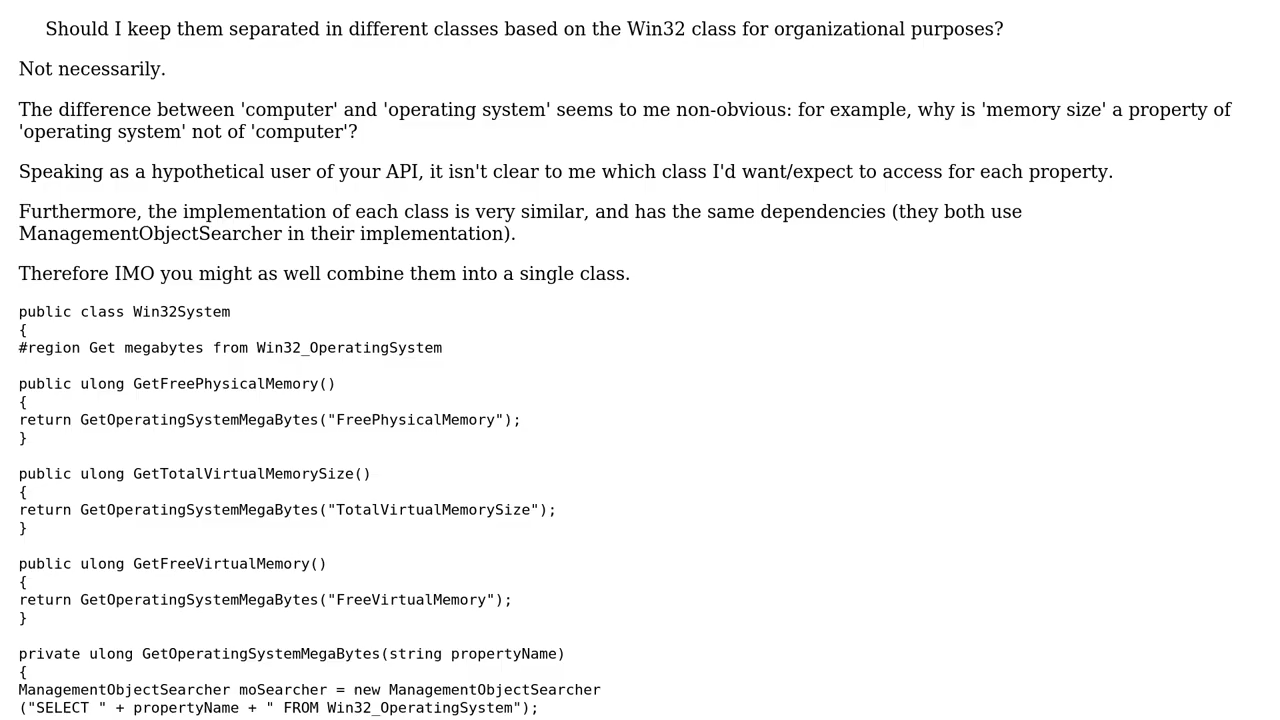 Should I keep them separated in different classes based on the Win32 class for organizational purposes?
Not necessarily.
The difference between 'computer' and 'operating system' seems to me non-obvious: for example, why is 'memory size' a property of
'operating system' not of 'computer'?
Speaking as a hypothetical user of your API, it isn't clear to me which class I'd want/expect to access for each property.
Furthermore, the implementation of each class is very similar, and has the same dependencies (they both use
ManagementObjectSearcher in their implementation).
Therefore IMO you might as well combine them into a single class.
public class Win32System
{
#region Get megabytes from Win32_OperatingSystem
public ulong GetFreePhysicalMemory()
{
return GetOperatingSystemMegaBytes("FreePhysicalMemory");
}
public ulong GetTotalVirtualMemorySize()
{
return GetOperatingSystemMegaBytes("TotalVirtualMemorySize");
}
public ulong GetFreeVirtualMemory()
{
return GetOperatingSystemMegaBytes("FreeVirtualMemory");
}
private ulong GetOperatingSystemMegaBytes(string propertyName)
{
ManagementObjectSearcher moSearcher = new ManagementObjectSearcher
("SELECT " + propertyName + " FROM Win32_OperatingSystem");